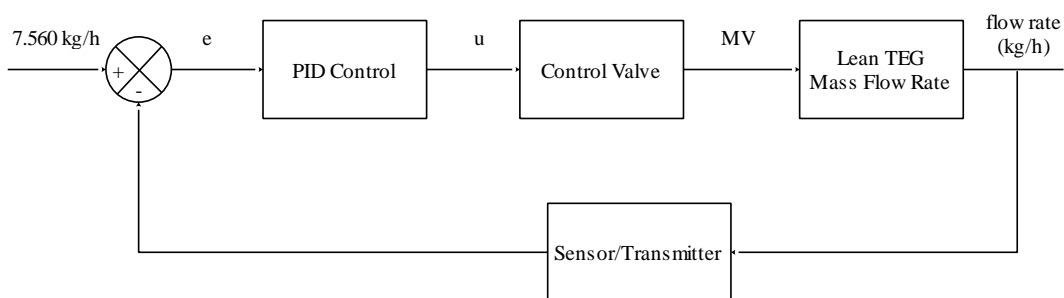 flow rate
(kg/h)
7.560 kg/h
e
u
MV
+
-
PID Control
Control Valve
Lean TEG
Mass Flow Rate
Sensor/Transmitter